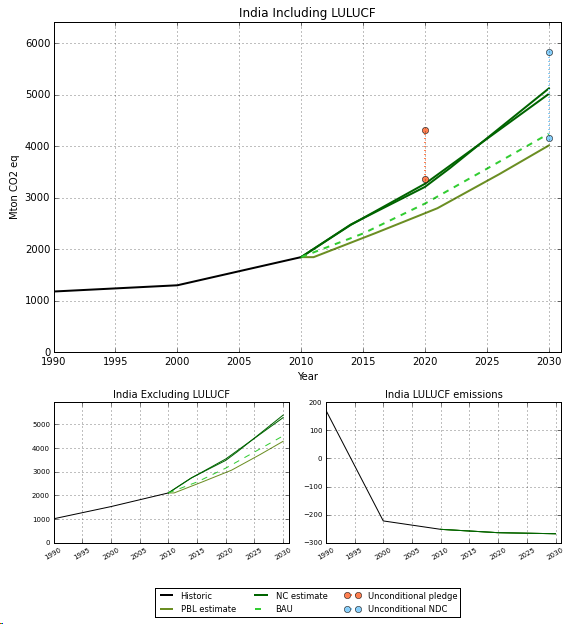 India Including LULUCF
6000
5000
4000
3000
2000
1000
0
Mton CO2 eq
1990 1995 2000 2005 2010 2015 2020 2025 2030
Year
India Excluding LULUCF
5000
4000
3000
2000
1000
0
1990 1995 2000 2005 2010 2015 2020 2025 2030
India LULUCF emissions
200
100
0
−100
−200
−300
1990 1995 2000 2005 2010 2015 2020 2025 2030
Historic NC estimate Unconditional pledge
PBL estimate BAU Unconditional NDC